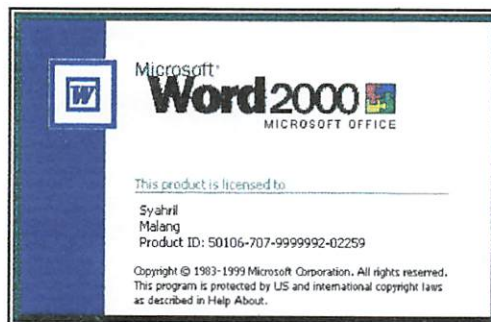 Microsoft®
W
Word 2000
MICROSOFT OFFICE
This product is licensed to
Syahril
Malang
Product ID: 50106-707-9999992-02259
Copyright © 1983-1999 Microsoft Corporation. All rights reserved.
This program is protected by US and international copyright laws
as described in Help About.